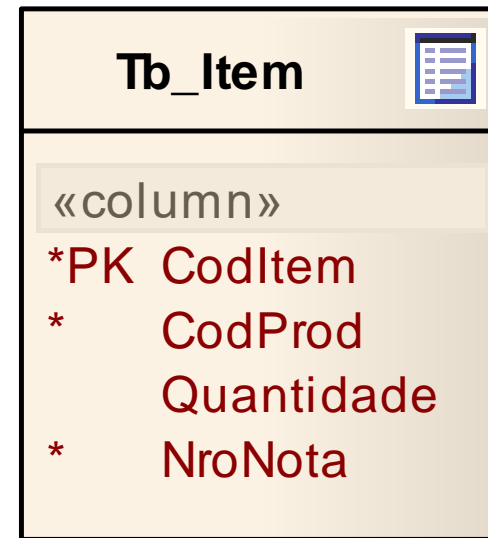 Tb_Item
«column»
*PK CodItem
* CodProd
Quantidade
* NroNota